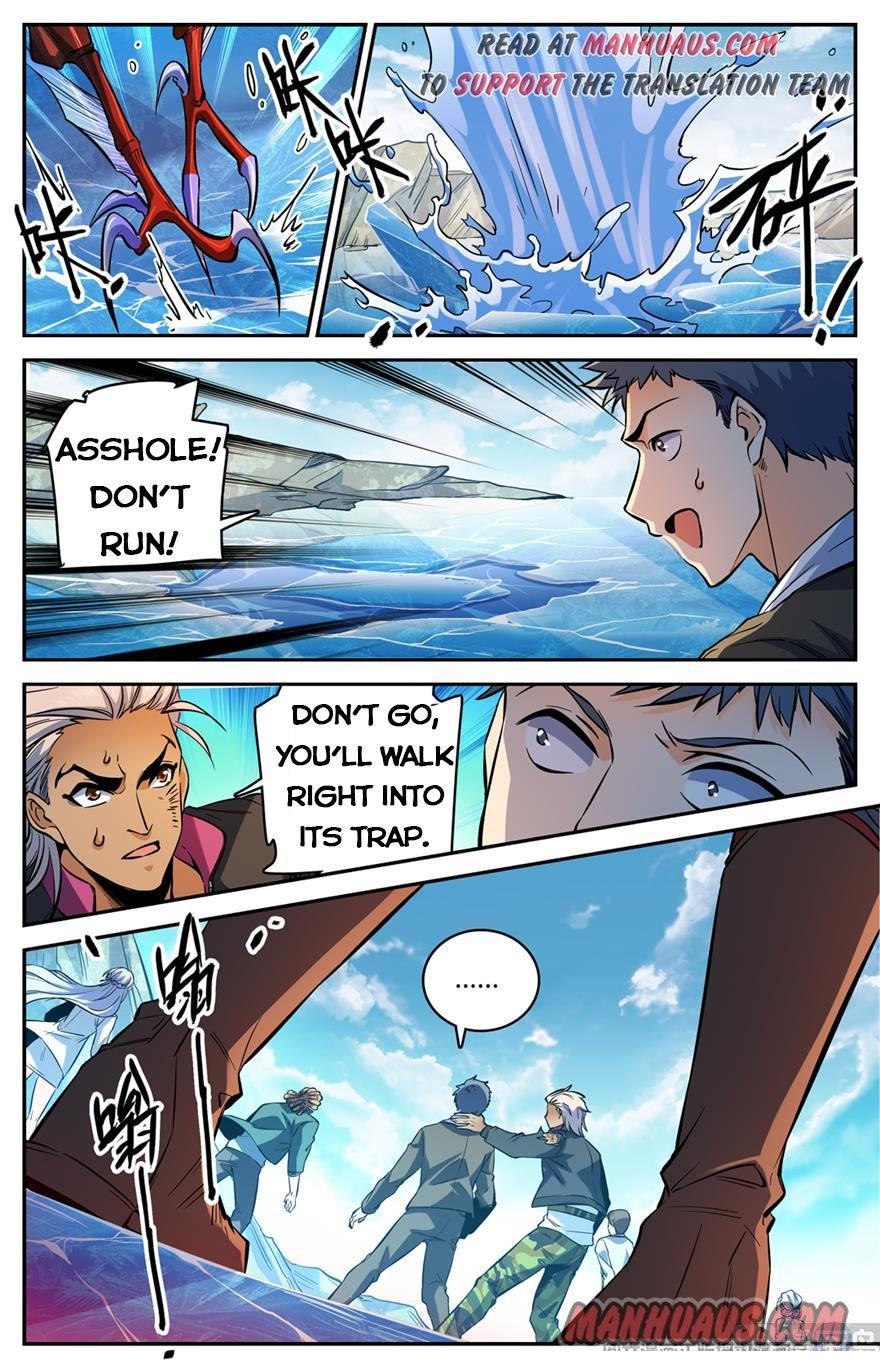 READ AT MANHUAUS.COM
TO SUPPORT THE TRANSLATION TEAM
咔
咔
咔
砰
ASSHOLE!
DON'T
RUN!
DON'T GO,
YOU'LL WALK
RIGHT INTO
ITS TRAP.
......
嗡
嗡
MANHUAUS.COM